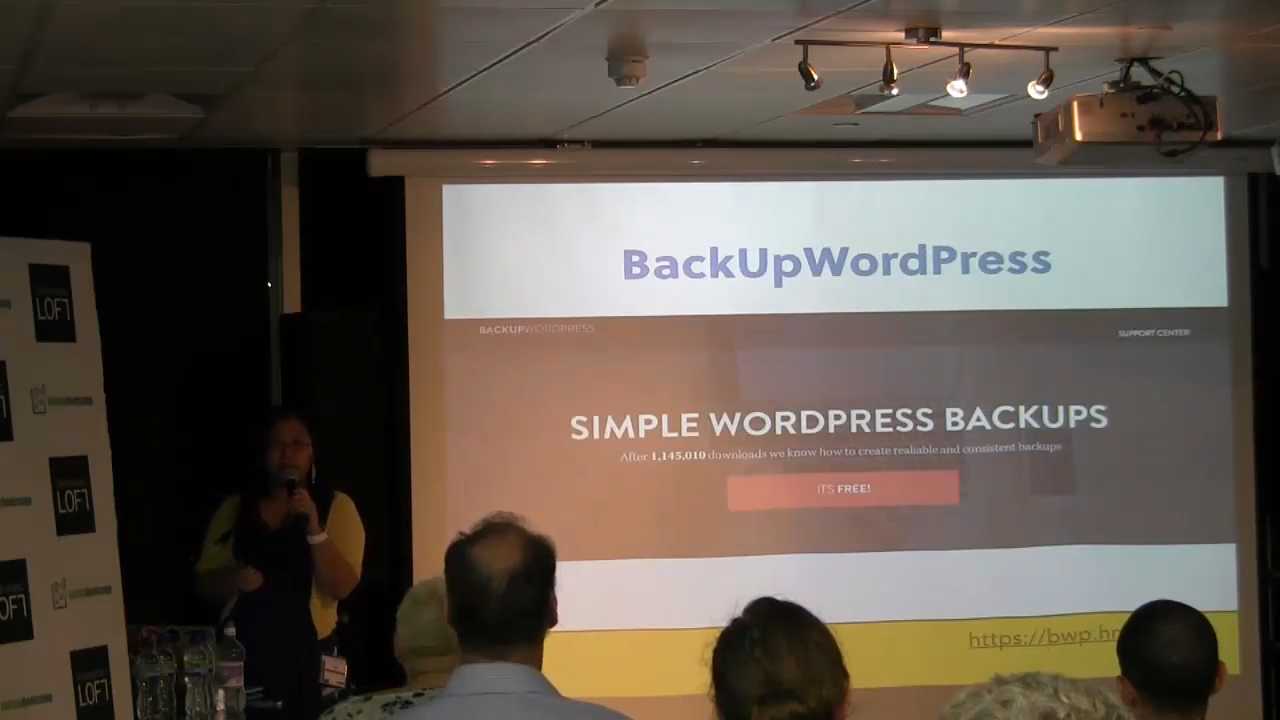 BackUpWordPress
BACKUPWORDPRESS
SUPPORT CENTER
SIMPLE WORDPRESS BACKUPS
After 1,145,010 downloads we know how to create realiable and consistent backups
IT'S FREE!
https://bwp.hm
LOFT
LOFT
LOFT
LOFT